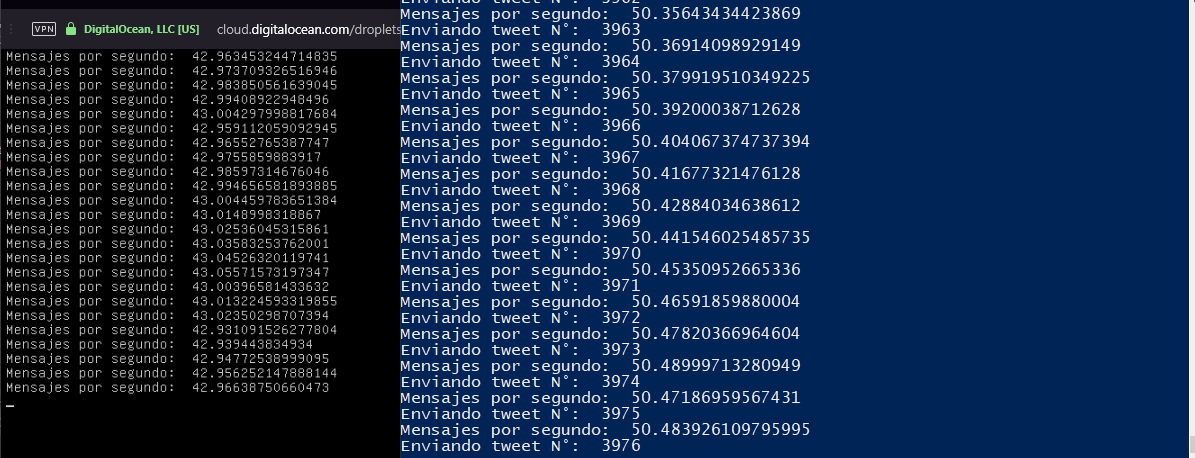 VPN DigitalOcean, LLC [US] cloud.digitalocean.com/droplets
Mensajes por segundo: 42.963453244714835
Mensajes por segundo: 42.973709326516946
Mensajes por segundo: 42.983850561639045
Mensajes por segundo: 42.99408922948496
Mensajes por segundo: 43.004297998817684
Mensajes por segundo: 42.959112059092945
Mensajes por segundo: 42.96552765387747
Mensajes por segundo: 42.9755859883917
Mensajes por segundo: 42.98597314676046
Mensajes por segundo: 42.994656581893885
Mensajes por segundo: 43.004459783651384
Mensajes por segundo: 43.0148998318867
Mensajes por segundo: 43.02536045315861
Mensajes por segundo: 43.03583253762001
Mensajes por segundo: 43.04526320119741
Mensajes por segundo: 43.05571573197347
Mensajes por segundo: 43.00396581433632
Mensajes por segundo: 43.013224593319855
Mensajes por segundo: 43.02350298707394
Mensajes por segundo: 42.931091526277804
Mensajes por segundo: 42.939443834934
Mensajes por segundo: 42.94772538999095
Mensajes por segundo: 42.956252147888144
Mensajes por segundo: 42.96638750660473
Enviando tweet N°: 3962
Mensajes por segundo: 50.35643434423869
Enviando tweet N°: 3963
Mensajes por segundo: 50.36914098929149
Enviando tweet N°: 3964
Mensajes por segundo: 50.379919510349225
Enviando tweet N°: 3965
Mensajes por segundo: 50.39200038712628
Enviando tweet N°: 3966
Mensajes por segundo: 50.404067374737394
Enviando tweet N°: 3967
Mensajes por segundo: 50.41677321476128
Enviando tweet N°: 3968
Mensajes por segundo: 50.42884034638612
Enviando tweet N°: 3969
Mensajes por segundo: 50.441546025485735
Enviando tweet N°: 3970
Mensajes por segundo: 50.45350952665336
Enviando tweet N°: 3971
Mensajes por segundo: 50.46591859880004
Enviando tweet N°: 3972
Mensajes por segundo: 50.47820366964604
Enviando tweet N°: 3973
Mensajes por segundo: 50.48999713280949
Enviando tweet N°: 3974
Mensajes por segundo: 50.47186959567431
Enviando tweet N°: 3975
Mensajes por segundo: 50.483926109795995
Enviando tweet N°: 3976